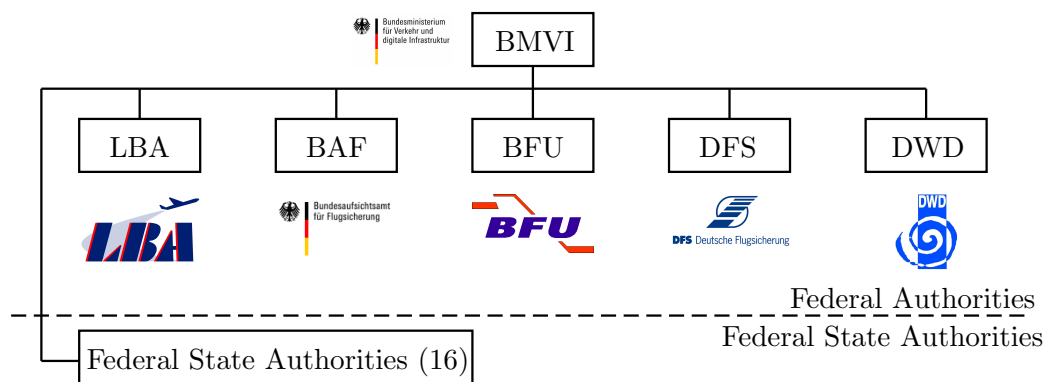 Bundesministerium
für Verkehr und
digitale Infrastruktur
BMVI
LBA
BAF
BFU
DFS
DWD
LBA
Bundesaufsichtsamt
für Flugsicherung
BFU
DFS Deutsche Flugsicherung
DWD
Federal Authorities
Federal State Authorities
Federal State Authorities (16)